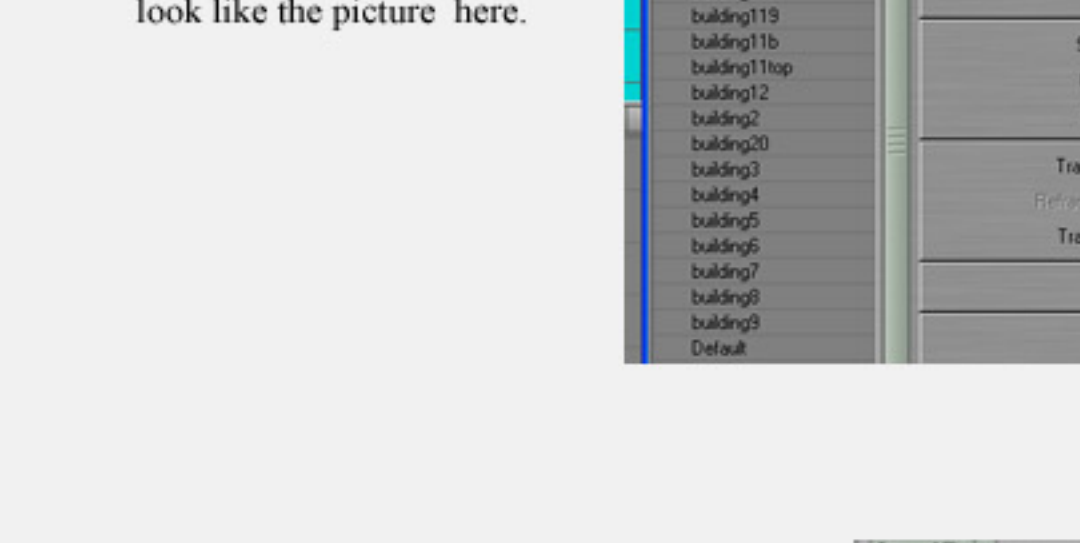 look like the picture here.
building119
building11b
building11top
building12
building2
building20
building3
building4
building5
building6
building7
building8
building9
Default